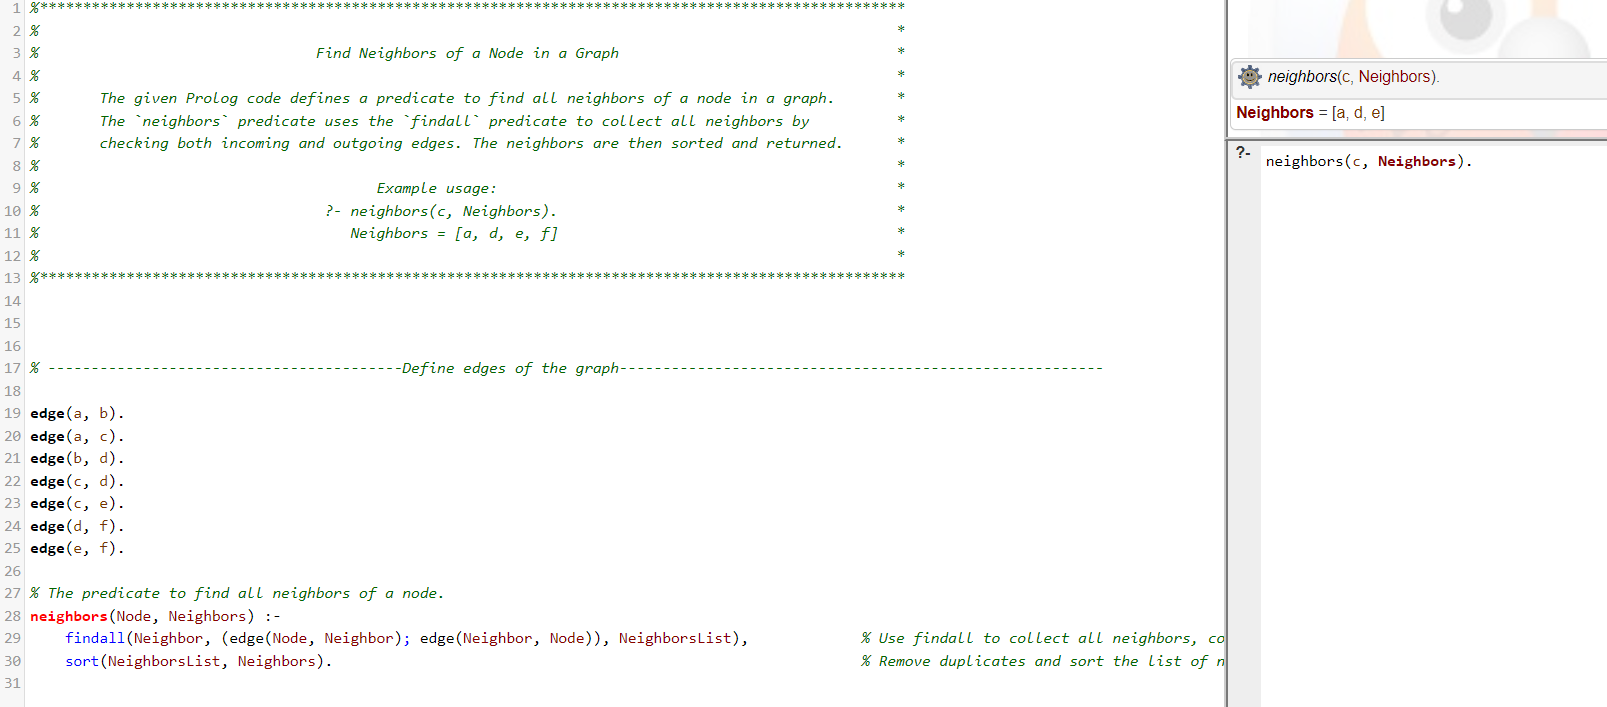 1 %****************************************************************************************************
2 % *
3 % Find Neighbors of a Node in a Graph *
4 % *
5 % The given Prolog code defines a predicate to find all neighbors of a node in a graph. *
6 % The `neighbors` predicate uses the `findall` predicate to collect all neighbors by *
7 % checking both incoming and outgoing edges. The neighbors are then sorted and returned. *
8 % *
9 % Example usage: *
10 % ?- neighbors(c, Neighbors). *
11 % Neighbors = [a, d, e, f] *
12 % *
13 %****************************************************************************************************
14
15
16
17 % -----------------------------------------Define edges of the graph--------------------------------------------------------
18
19 edge(a, b).
20 edge(a, c).
21 edge(b, d).
22 edge(c, d).
23 edge(c, e).
24 edge(d, f).
25 edge(e, f).
26
27 % The predicate to find all neighbors of a node.
28 neighbors(Node, Neighbors) :-
29 findall(Neighbor, (edge(Node, Neighbor); edge(Neighbor, Node)), NeighborsList), % Use findall to collect all neighbors, co
30 sort(NeighborsList, Neighbors). % Remove duplicates and sort the list of n
31
neighbors(c, Neighbors).
Neighbors = [a, d, e]
?- neighbors(c, Neighbors).